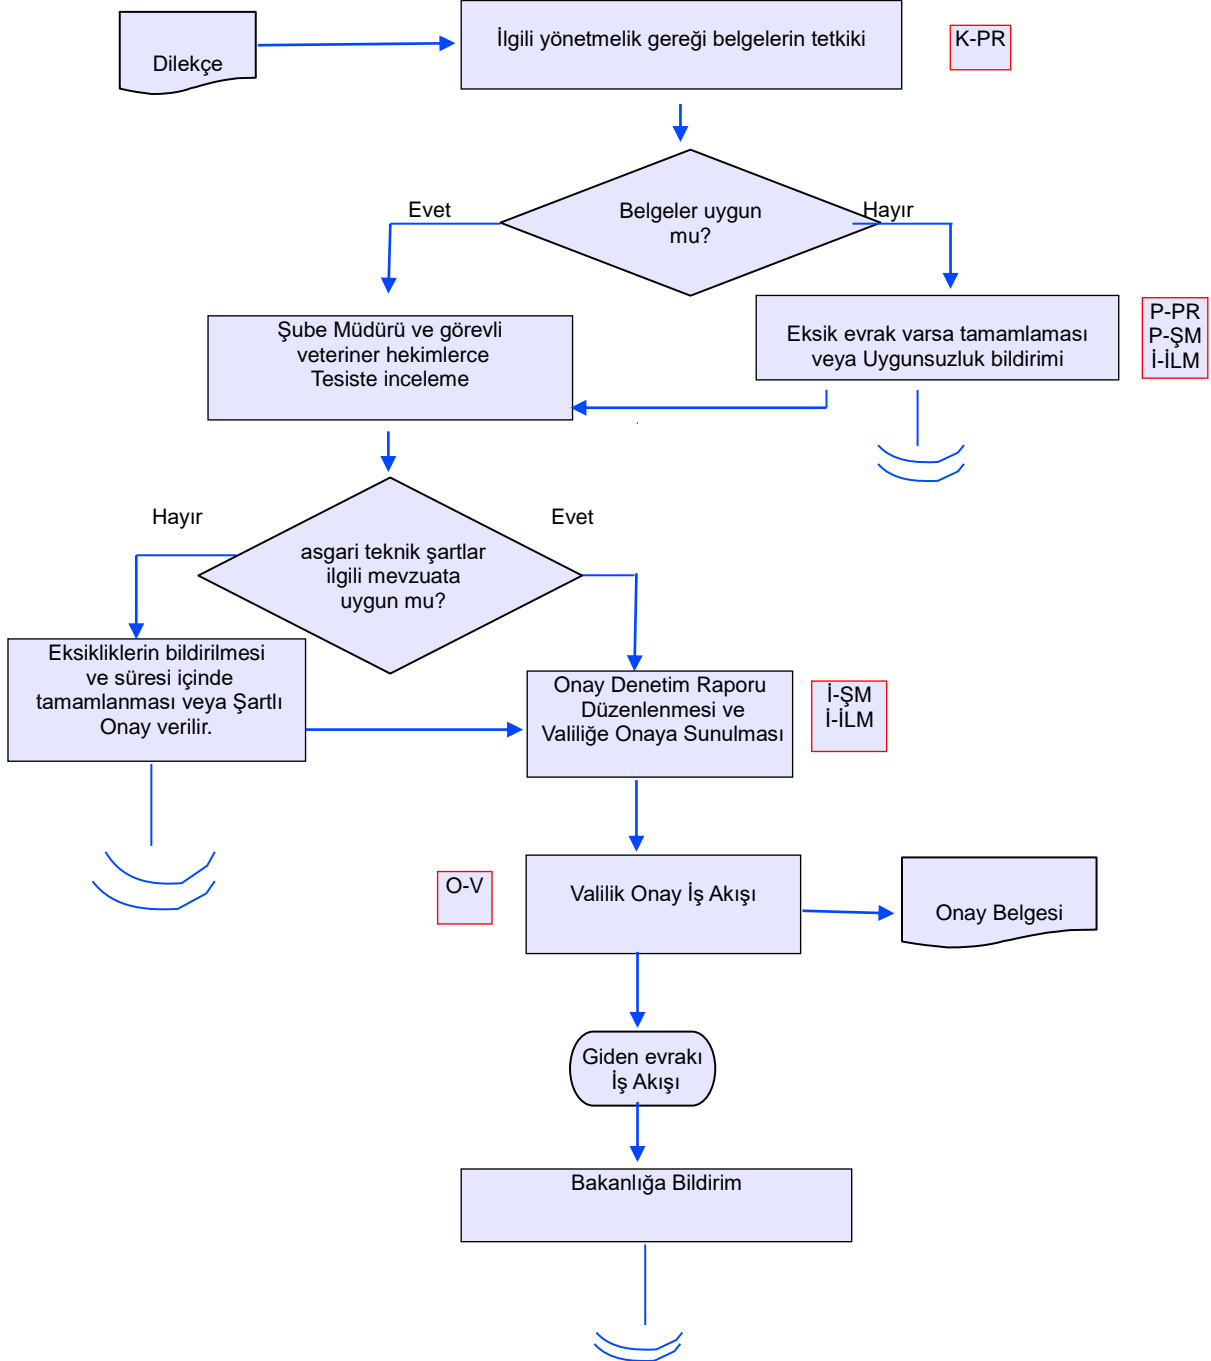 Dilekçe
İlgili yönetmelik gereği belgelerin tetkiki
K-PR
Belgeler uygun
mu?
Evet
Hayır
Şube Müdürü ve görevli
veteriner hekimlerce
Tesiste inceleme
Eksik evrak varsa tamamlaması
veya Uygunsuzluk bildirimi
P-PR
P-ŞM
İ-İLM
Hayır
Evet
asgari teknik şartlar
ilgili mevzuata
uygun mu?
Eksikliklerin bildirilmesi
ve süresi içinde
tamamlanması veya Şartlı
Onay verilir.
Onay Denetim Raporu
Düzenlenmesi ve
Valiliğe Onaya Sunulması
İ-ŞM
İ-İLM
O-V
Valilik Onay İş Akışı
Onay Belgesi
Giden evrakı
İş Akışı
Bakanlığa Bildirim